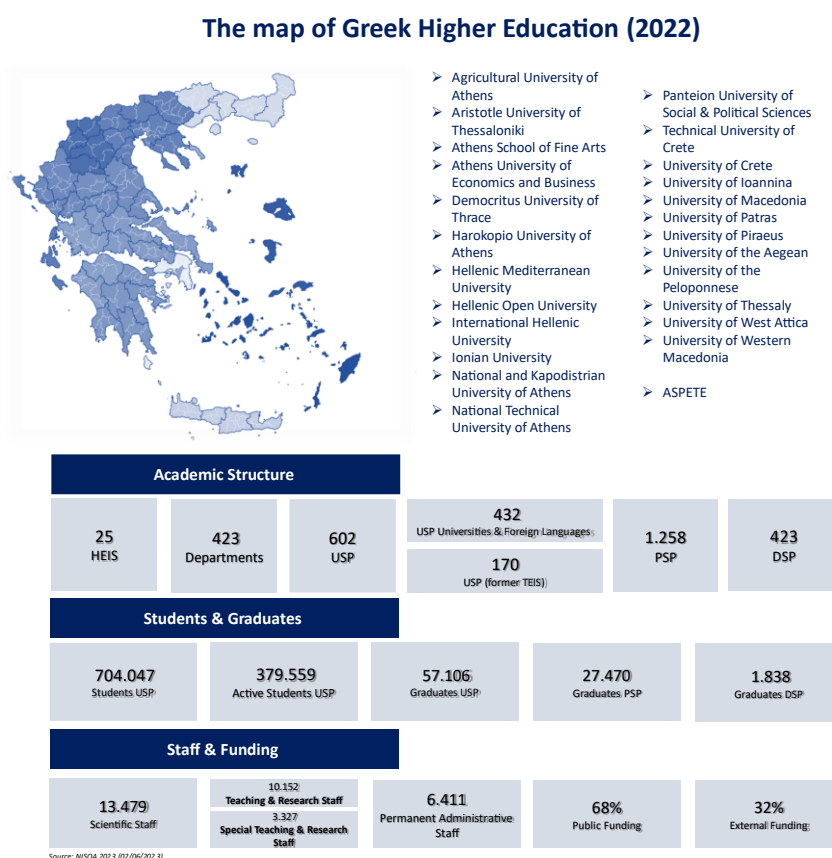 The map of Greek Higher Education (2022)
➢ Agricultural University of
Athens
➢ Aristotle University of
Thessaloniki
➢ Athens School of Fine Arts
➢ Athens University of
Economics and Business
➢ Democritus University of
Thrace
➢ Harokopio University of
Athens
➢ Hellenic Mediterranean
University
➢ Hellenic Open University
➢ International Hellenic
University
➢ Ionian University
➢ National and Kapodistrian
University of Athens
➢ National Technical
University of Athens
➢ Panteion University of
Social & Political Sciences
➢ Technical University of
Crete
➢ University of Crete
➢ University of Ioannina
➢ University of Macedonia
➢ University of Patras
➢ University of Piraeus
➢ University of the Aegean
➢ University of the
Peloponnese
➢ University of Thessaly
➢ University of West Attica
➢ University of Western
Macedonia
➢ ASPETE
Academic Structure
25
HEIS
423
Departments
602
USP
432
USP Universities & Foreign Languages
170
USP (former TEIS)
1.258
PSP
423
DSP
Students & Graduates
704.047
Students USP
379.559
Active Students USP
57.106
Graduates USP
27.470
Graduates PSP
1.838
Graduates DSP
Staff & Funding
13.479
Scientific Staff
10.152
Teaching & Research Staff
3.327
Special Teaching & Research
Staff
6.411
Permanent Administrative
Staff
68%
Public Funding
32%
External Funding
Source: NISQA 2023 (02/06/2023)